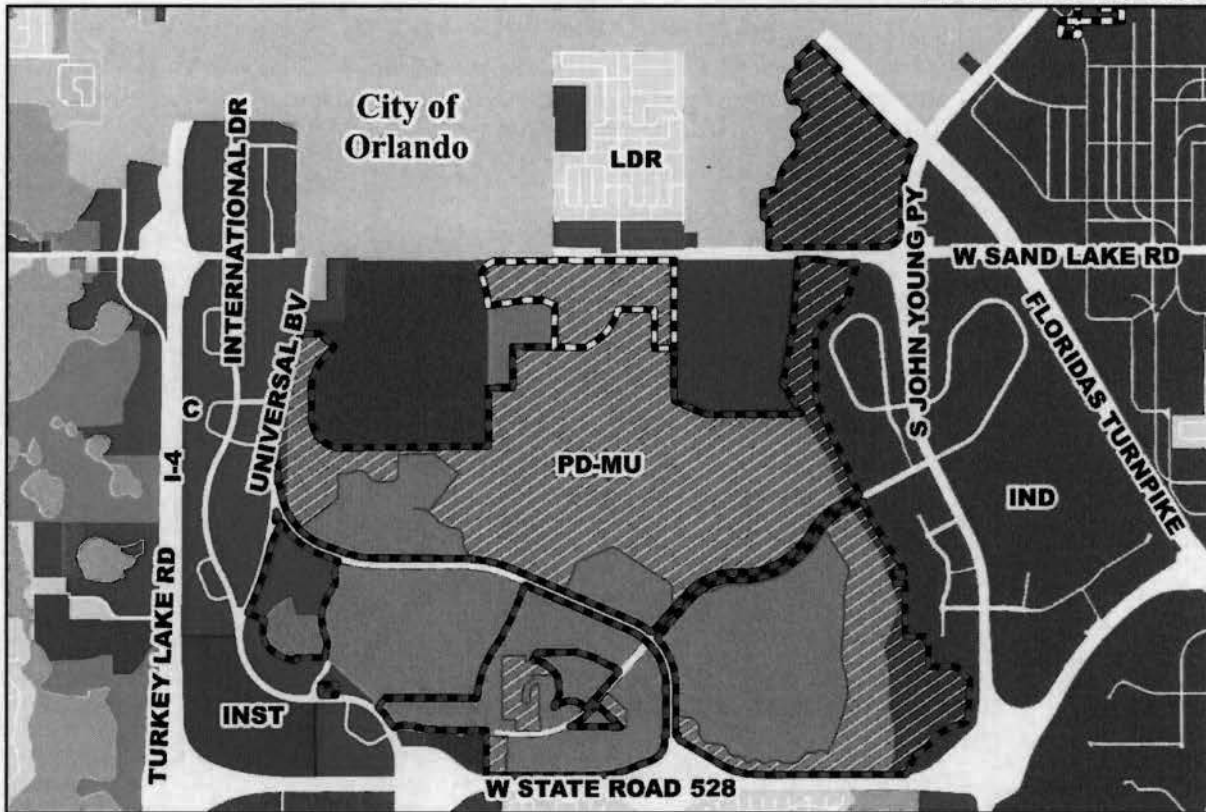 City of
Orlando
INTERNATIONAL DR
LDR
S JOHN YOUNG PY
W SAND LAKE RD
UNIVERSAL BV
FLORIDAS TURNPIKE
C
I-4
PD-MU
IND
TURKEY LAKE RD
INST
W STATE ROAD 528